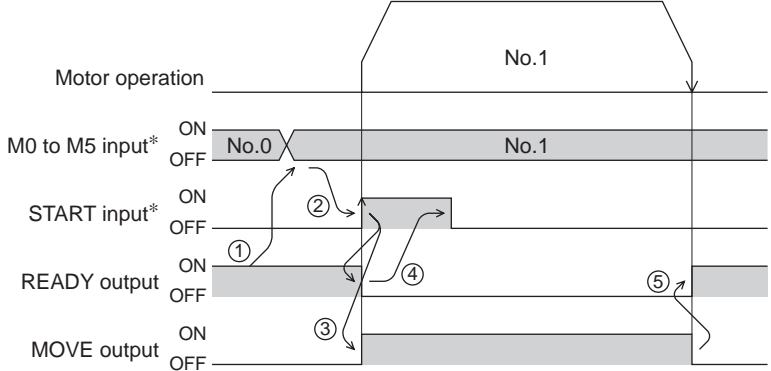 No.1
Motor operation
ON
M0 to M5 input* No.0 No.1
OFF
ON ②
START input*
OFF
① ④
ON ⑤
READY output
OFF
③
ON
MOVE output
OFF